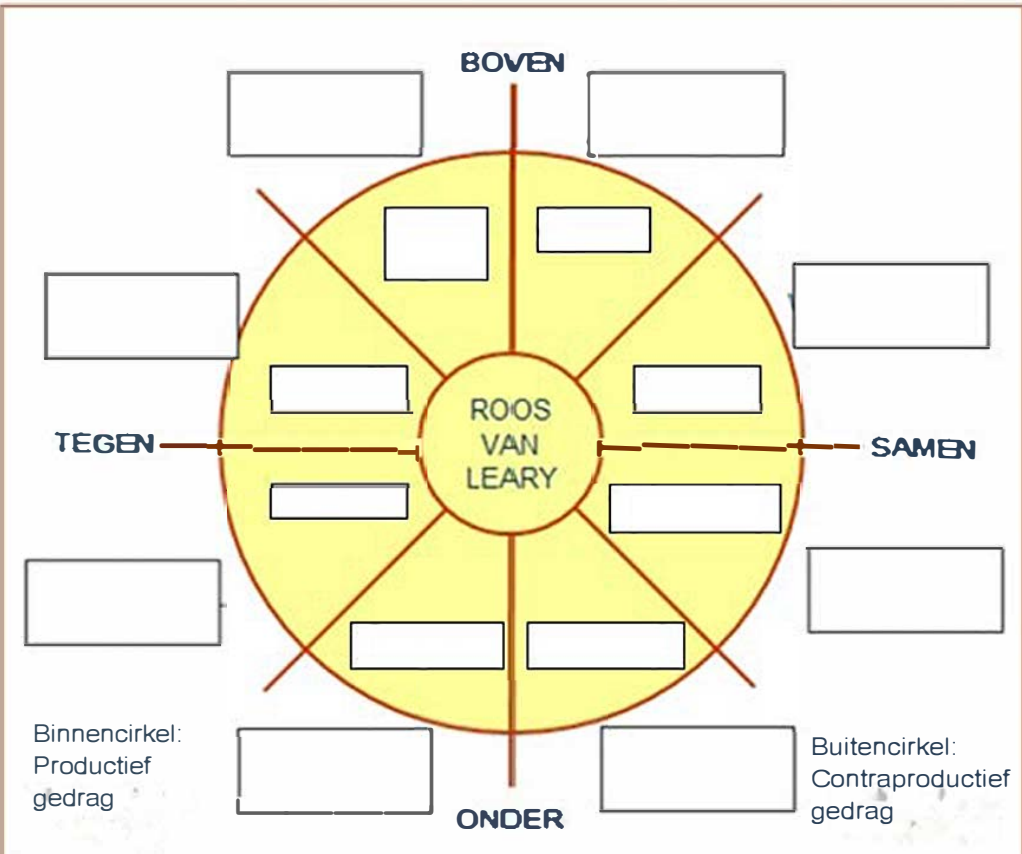 BOVEN
ROOS
VAN
LEARY
TEGEN
SAMEN
Binnencirkel:
Productief
gedrag
Buitencirkel:
Contraproductief
gedrag
ONDER